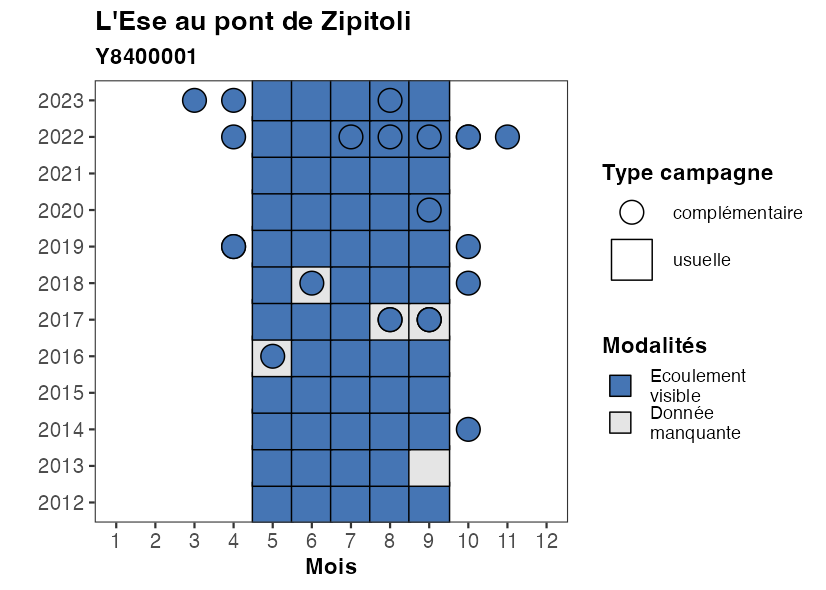 L'Ese au pont de Zipitoli
Y8400001
2023
2022
2021
2020
2019
2018
2017
2016
2015
2014
2013
2012
1 2 3 4 5 6 7 8 9 10 11 12
Mois
Type campagne
complémentaire
usuelle
Modalités
Ecoulement
visible
Donnée
manquante